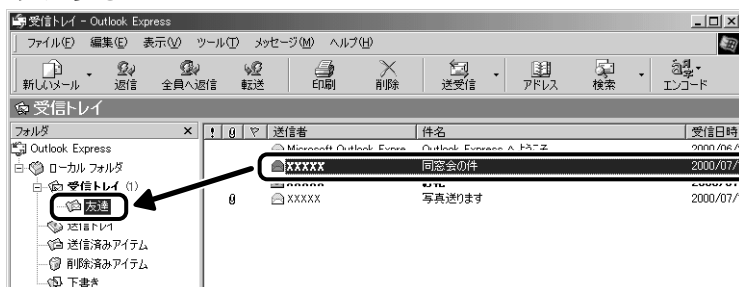 受信トレイ - Outlook Express
ファイル(F) 編集(E) 表示(V) ツール(T) メッセージ(M) ヘルプ(H)
新しいメール 返信 全員へ返信 転送 印刷 削除 送受信 アドレス 検索 エンコード
受信トレイ
フォルダ × ! 送信者 件名 受信日時
Outlook Express Microsoft Outlook Expre Outlook Express へ ようこそ 2000/06/
ローカル フォルダ XXXXX 同窓会の件 2000/07/
受信トレイ (1)
友達 XXXXX 写真送ります 2000/07/
送信トレイ
送信済みアイテム
削除済みアイテム
下書き